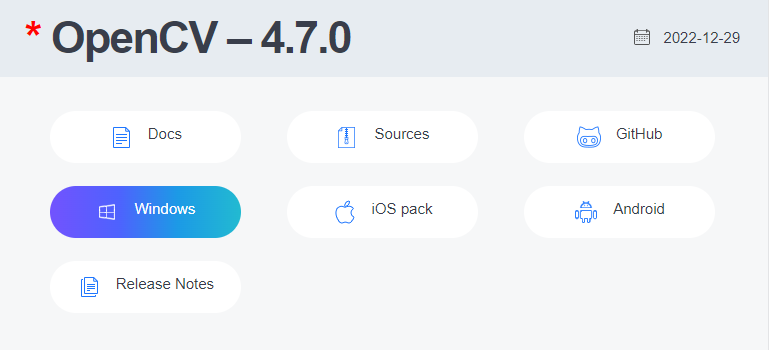 * OpenCV – 4.7.0
2022-12-29
Docs
Sources
GitHub
Windows
iOS pack
Android
Release Notes